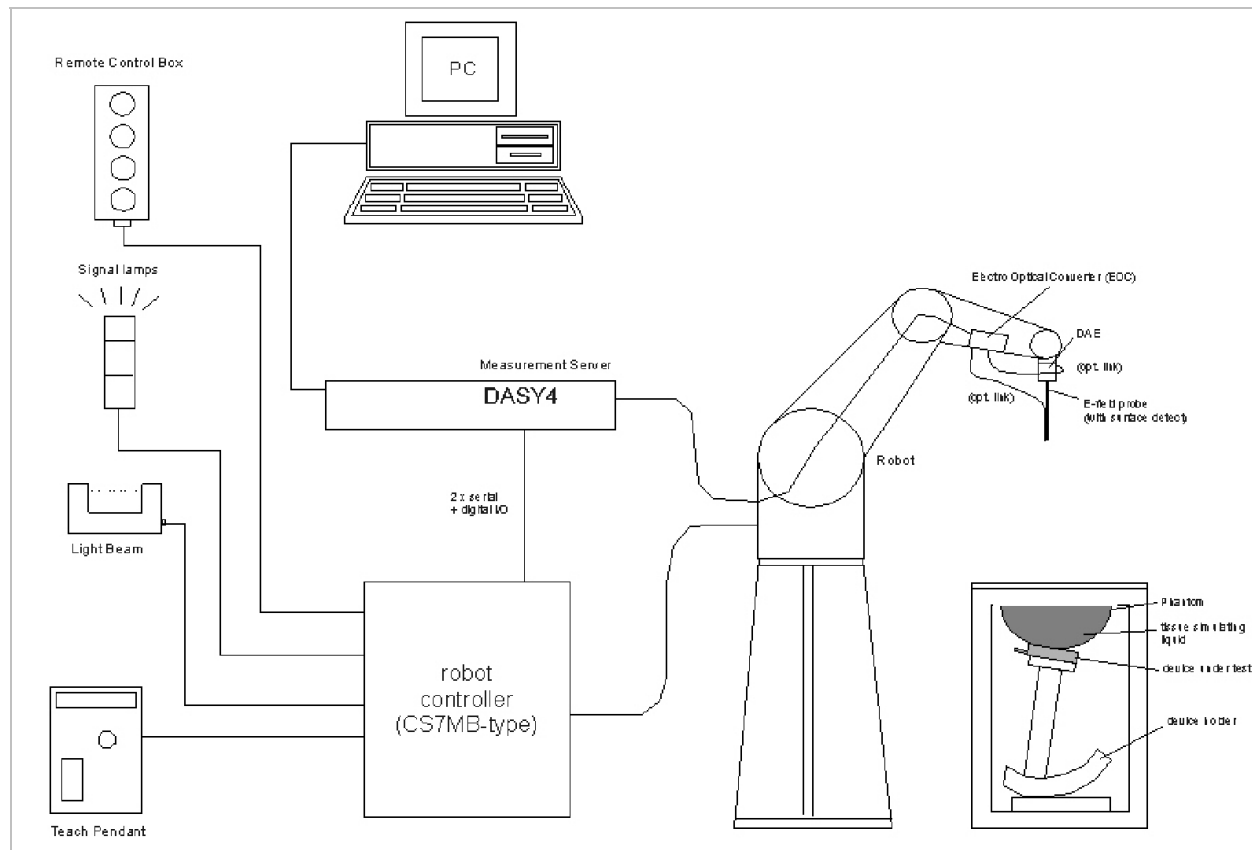 Remote Control Box
PC
Signal lamps
Electro Optical Converter (EOC)
DAE
(opt. link)
Measurement Server
DASY4
(opt. link)
E-field probe
(with surface detect)
Robot
2 x serial
+ digital I/O
Light Beam
Phantom
tissue simulating
liquid
device under test
robot
controller
(CS7MB-type)
device holder
Teach Pendant